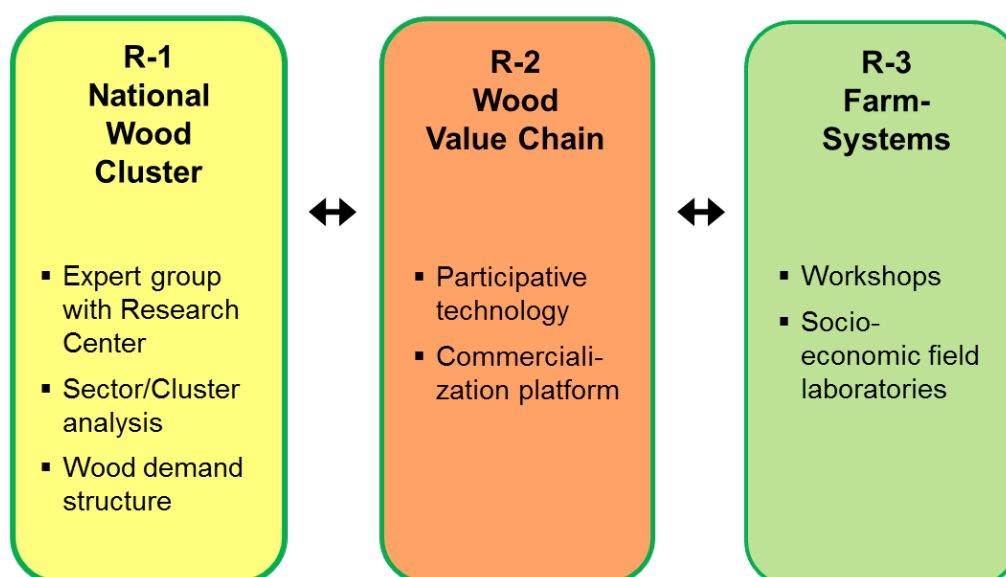 R-1
National
Wood
Cluster
▪ Expert group
with Research
Center
▪ Sector/Cluster
analysis
▪ Wood demand
structure
R-2
Wood
Value Chain
▪ Participative
technology
▪ Commerciali-
zation platform
R-3
Farm-
Systems
▪ Workshops
▪ Socio-
economic field
laboratories